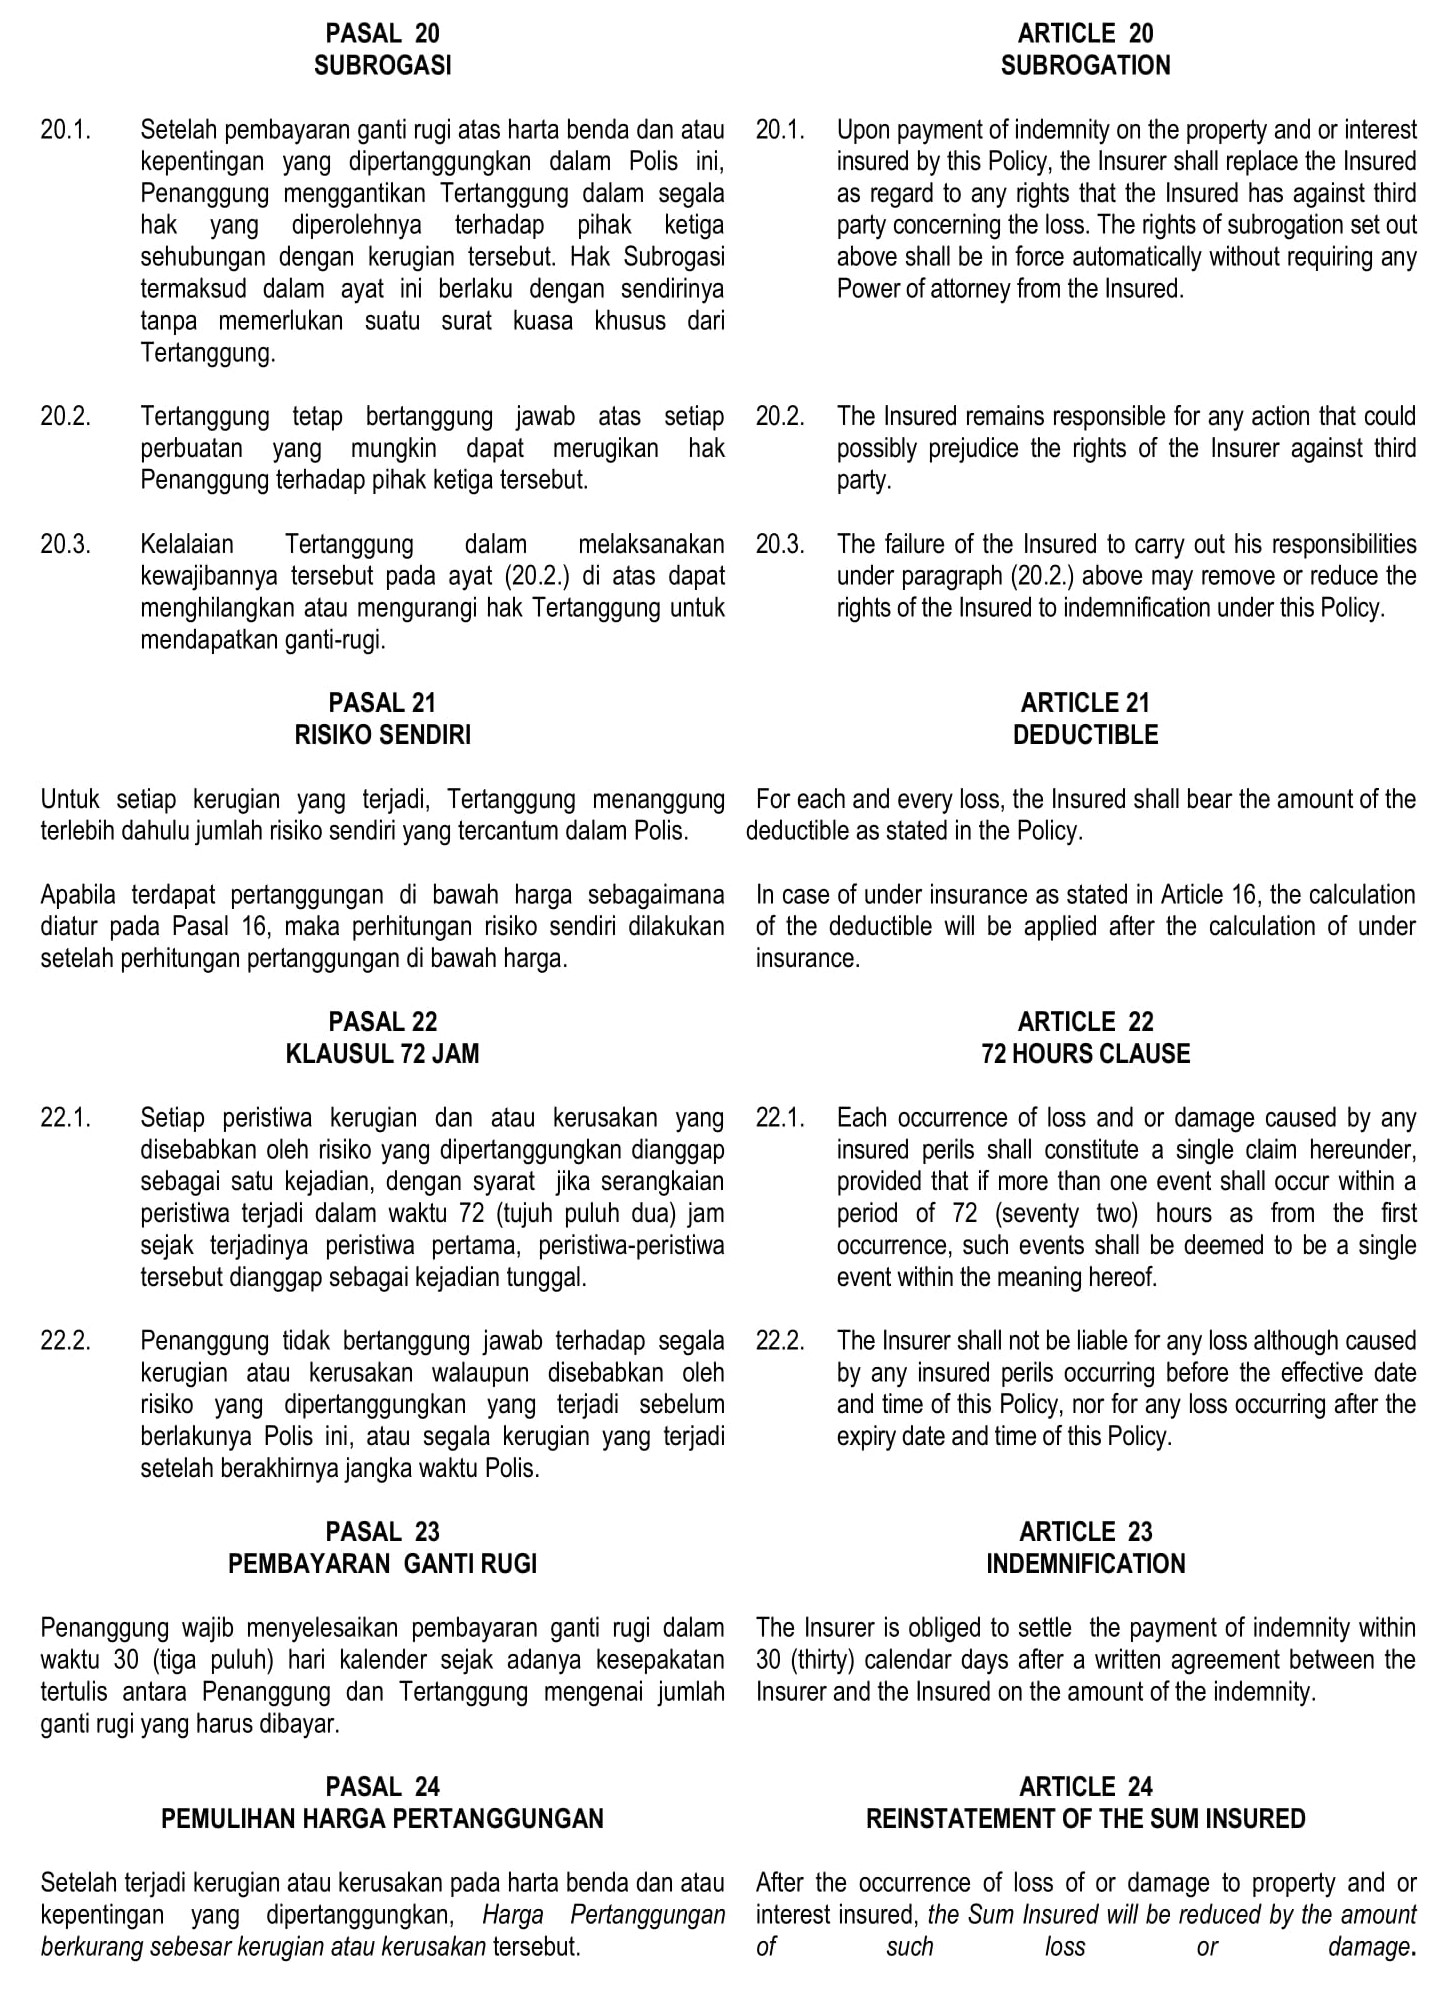 PASAL 20
SUBROGASI
20.1. Setelah pembayaran ganti rugi atas harta benda dan atau
kepentingan yang dipertanggungkan dalam Polis ini,
Penanggung menggantikan Tertanggung dalam segala
hak yang diperolehnya terhadap pihak ketiga
sehubungan dengan kerugian tersebut. Hak Subrogasi
termaksud dalam ayat ini berlaku dengan sendirinya
tanpa memerlukan suatu surat kuasa khusus dari
Tertanggung.
20.2. Tertanggung tetap bertanggung jawab atas setiap
perbuatan yang mungkin dapat merugikan hak
Penanggung terhadap pihak ketiga tersebut.
20.3. Kelalaian Tertanggung dalam melaksanakan
kewajibannya tersebut pada ayat (20.2.) di atas dapat
menghilangkan atau mengurangi hak Tertanggung untuk
mendapatkan ganti-rugi.
PASAL 21
RISIKO SENDIRI
Untuk setiap kerugian yang terjadi, Tertanggung menanggung
terlebih dahulu jumlah risiko sendiri yang tercantum dalam Polis.
Apabila terdapat pertanggungan di bawah harga sebagaimana
diatur pada Pasal 16, maka perhitungan risiko sendiri dilakukan
setelah perhitungan pertanggungan di bawah harga.
PASAL 22
KLAUSUL 72 JAM
22.1. Setiap peristiwa kerugian dan atau kerusakan yang
disebabkan oleh risiko yang dipertanggungkan dianggap
sebagai satu kejadian, dengan syarat jika serangkaian
peristiwa terjadi dalam waktu 72 (tujuh puluh dua) jam
sejak terjadinya peristiwa pertama, peristiwa-peristiwa
tersebut dianggap sebagai kejadian tunggal.
22.2. Penanggung tidak bertanggung jawab terhadap segala
kerugian atau kerusakan walaupun disebabkan oleh
risiko yang dipertanggungkan yang terjadi sebelum
berlakunya Polis ini, atau segala kerugian yang terjadi
setelah berakhirnya jangka waktu Polis.
PASAL 23
PEMBAYARAN GANTI RUGI
Penanggung wajib menyelesaikan pembayaran ganti rugi dalam
waktu 30 (tiga puluh) hari kalender sejak adanya kesepakatan
tertulis antara Penanggung dan Tertanggung mengenai jumlah
ganti rugi yang harus dibayar.
PASAL 24
PEMULIHAN HARGA PERTANGGUNGAN
Setelah terjadi kerugian atau kerusakan pada harta benda dan atau
kepentingan yang dipertanggungkan, Harga Pertanggungan
berkurang sebesar kerugian atau kerusakan tersebut.
ARTICLE 20
SUBROGATION
20.1. Upon payment of indemnity on the property and or interest
insured by this Policy, the Insurer shall replace the Insured
as regard to any rights that the Insured has against third
party concerning the loss. The rights of subrogation set out
above shall be in force automatically without requiring any
Power of attorney from the Insured.
20.2. The Insured remains responsible for any action that could
possibly prejudice the rights of the Insurer against third
party.
20.3. The failure of the Insured to carry out his responsibilities
under paragraph (20.2.) above may remove or reduce the
rights of the Insured to indemnification under this Policy.
ARTICLE 21
DEDUCTIBLE
For each and every loss, the Insured shall bear the amount of the
deductible as stated in the Policy.
In case of under insurance as stated in Article 16, the calculation
of the deductible will be applied after the calculation of under
insurance.
ARTICLE 22
72 HOURS CLAUSE
22.1. Each occurrence of loss and or damage caused by any
insured perils shall constitute a single claim hereunder,
provided that if more than one event shall occur within a
period of 72 (seventy two) hours as from the first
occurrence, such events shall be deemed to be a single
event within the meaning hereof.
22.2. The Insurer shall not be liable for any loss although caused
by any insured perils occurring before the effective date
and time of this Policy, nor for any loss occurring after the
expiry date and time of this Policy.
ARTICLE 23
INDEMNIFICATION
The Insurer is obliged to settle the payment of indemnity within
30 (thirty) calendar days after a written agreement between the
Insurer and the Insured on the amount of the indemnity.
ARTICLE 24
REINSTATEMENT OF THE SUM INSURED
After the occurrence of loss of or damage to property and or
interest insured, the Sum Insured will be reduced by the amount
of such loss or damage.